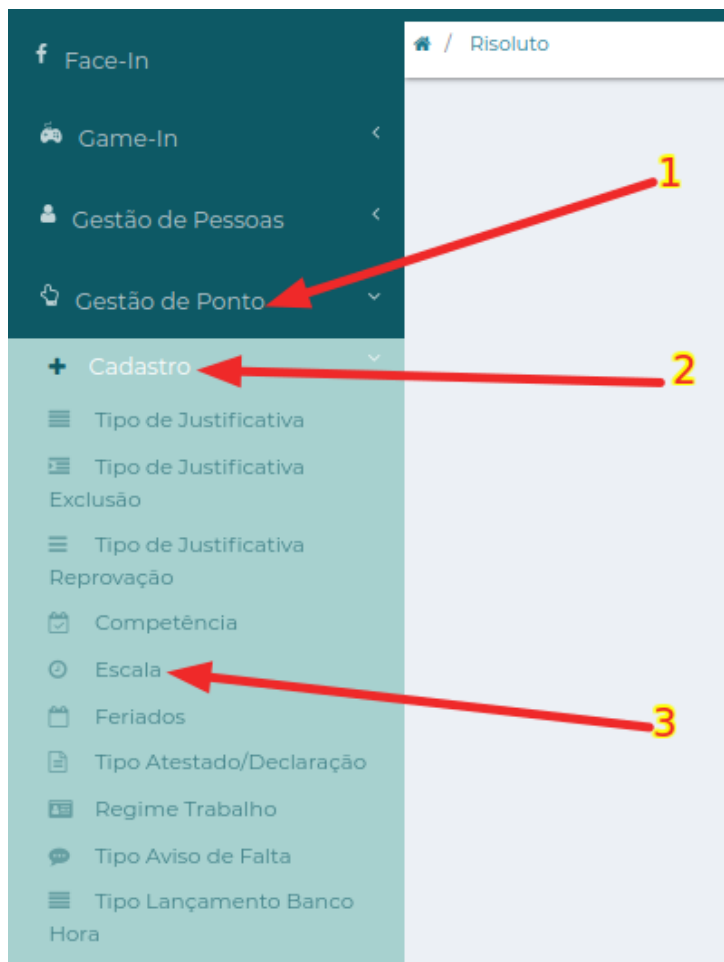 Face-In
/ Risoluto
Game-In
1
Gestão de Pessoas
Gestão de Ponto
Cadastro
2
Tipo de Justificativa
Tipo de Justificativa
Exclusão
Tipo de Justificativa
Reprovação
Competência
Escala
3
Feriados
Tipo Atestado/Declaração
Regime Trabalho
Tipo Aviso de Falta
Tipo Lançamento Banco
Hora